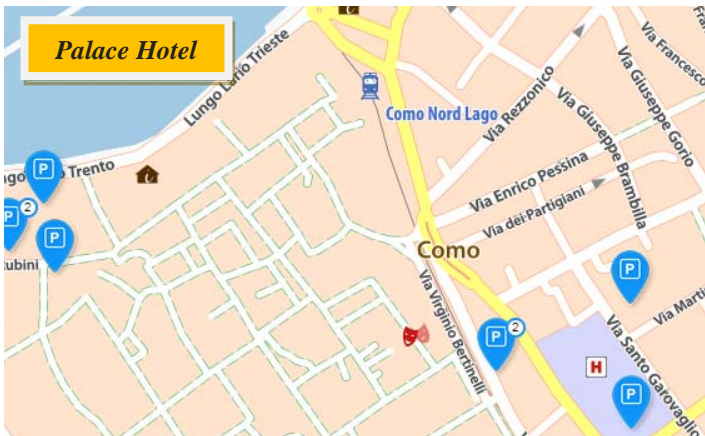 Palace Hotel
Lungo Lario Trieste
Como Nord Lago
Via Rezzonico
Via Giuseppe Brambilla
Via Giuseppe Gorio
Via Francesco
Via Enrico Pessina
Via dei Partigiani
Trento
P
P
2
P
ubini
Como
Via Virginio Bertinelli
P
2
P
Via Marti
Via Santo Garovaglio
H
P